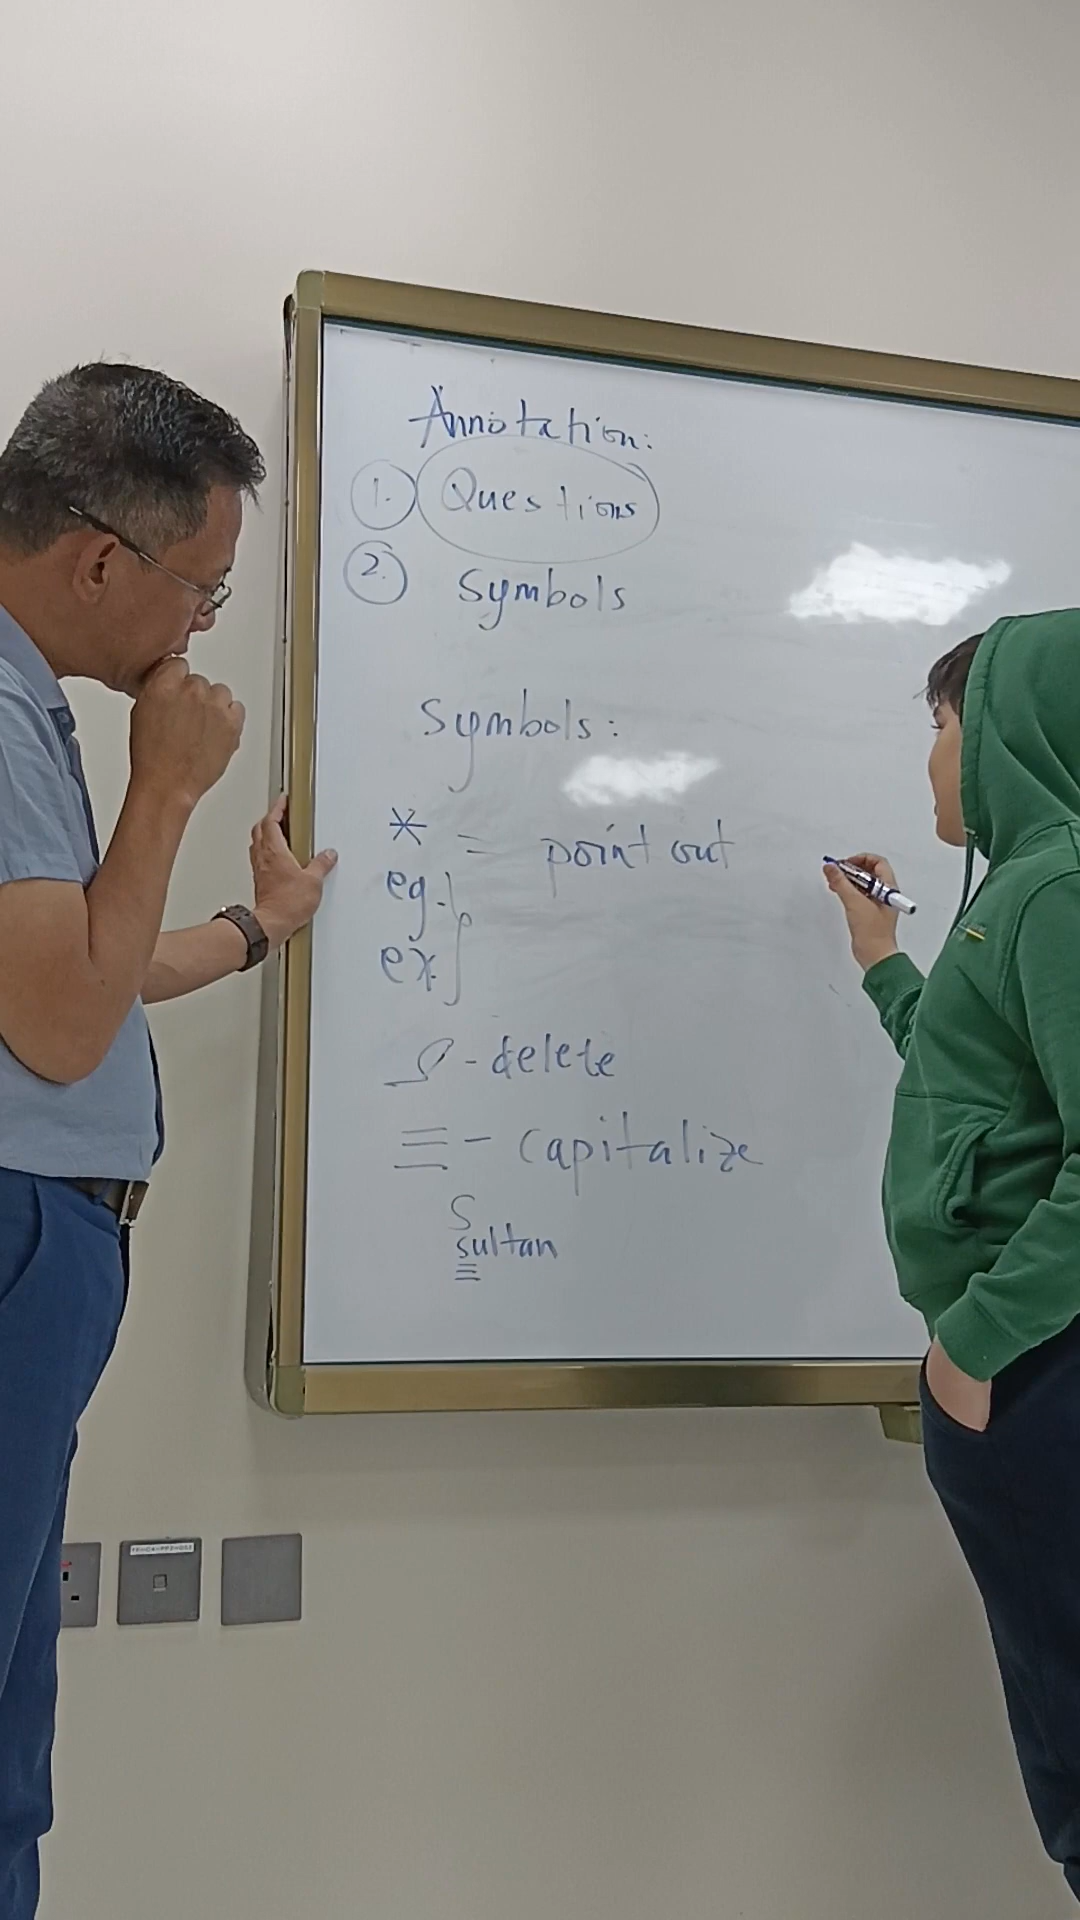 Annotation:
1. Questions
2. Symbols
Symbols:
* = point out
eg.
ex.
- delete
≡ - capitalize
S
sultan